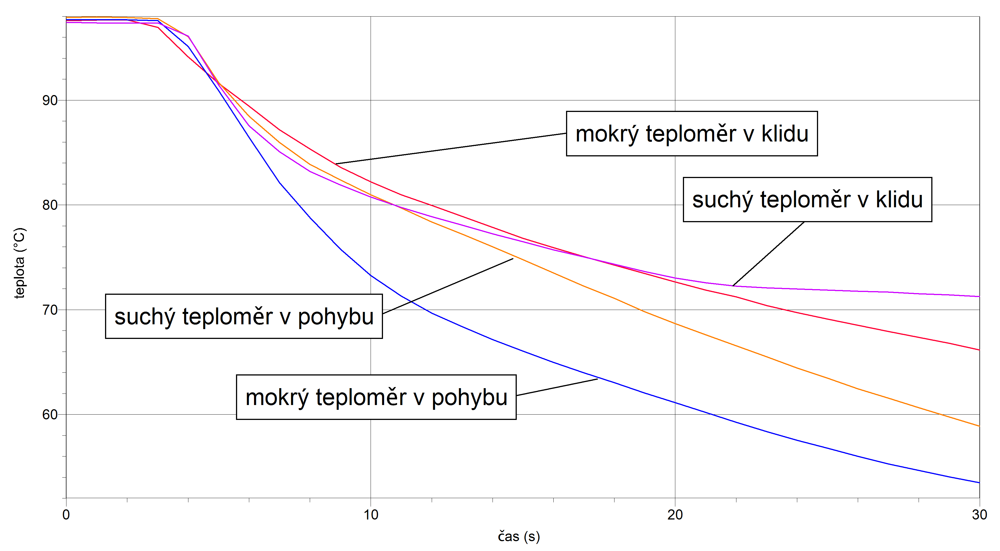 90
80
70
60
teplota (°C)
mokrý teploměr v klidu
suchý teploměr v klidu
suchý teploměr v pohybu
mokrý teploměr v pohybu
0
10
20
30
čas (s)